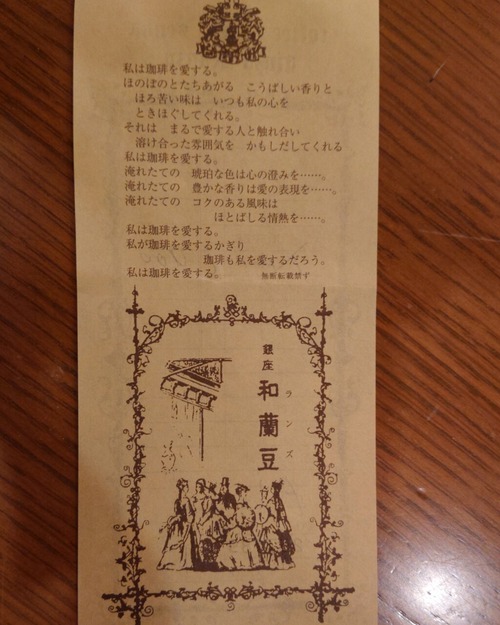 私は珈琲を愛する。
ほのぼのとたちあがる　こうばしい香りと
ほろ苦い味は　いつも私の心を
ときほぐしてくれる。
それは　まるで愛する人と触れ合い
溶け合った雰囲気を　かもしだしてくれる
私は珈琲を愛する。
淹れたての　琥珀な色は心の澄みを……。
淹れたての　豊かな香りは愛の表現を……。
淹れたての　コクのある風味は
ほとばしる情熱を……。
私は珈琲を愛する。
私が珈琲を愛するかぎり
珈琲も私を愛するだろう。
私は珈琲を愛する。　無断転載禁ず
銀座
和蘭豆
ランズ